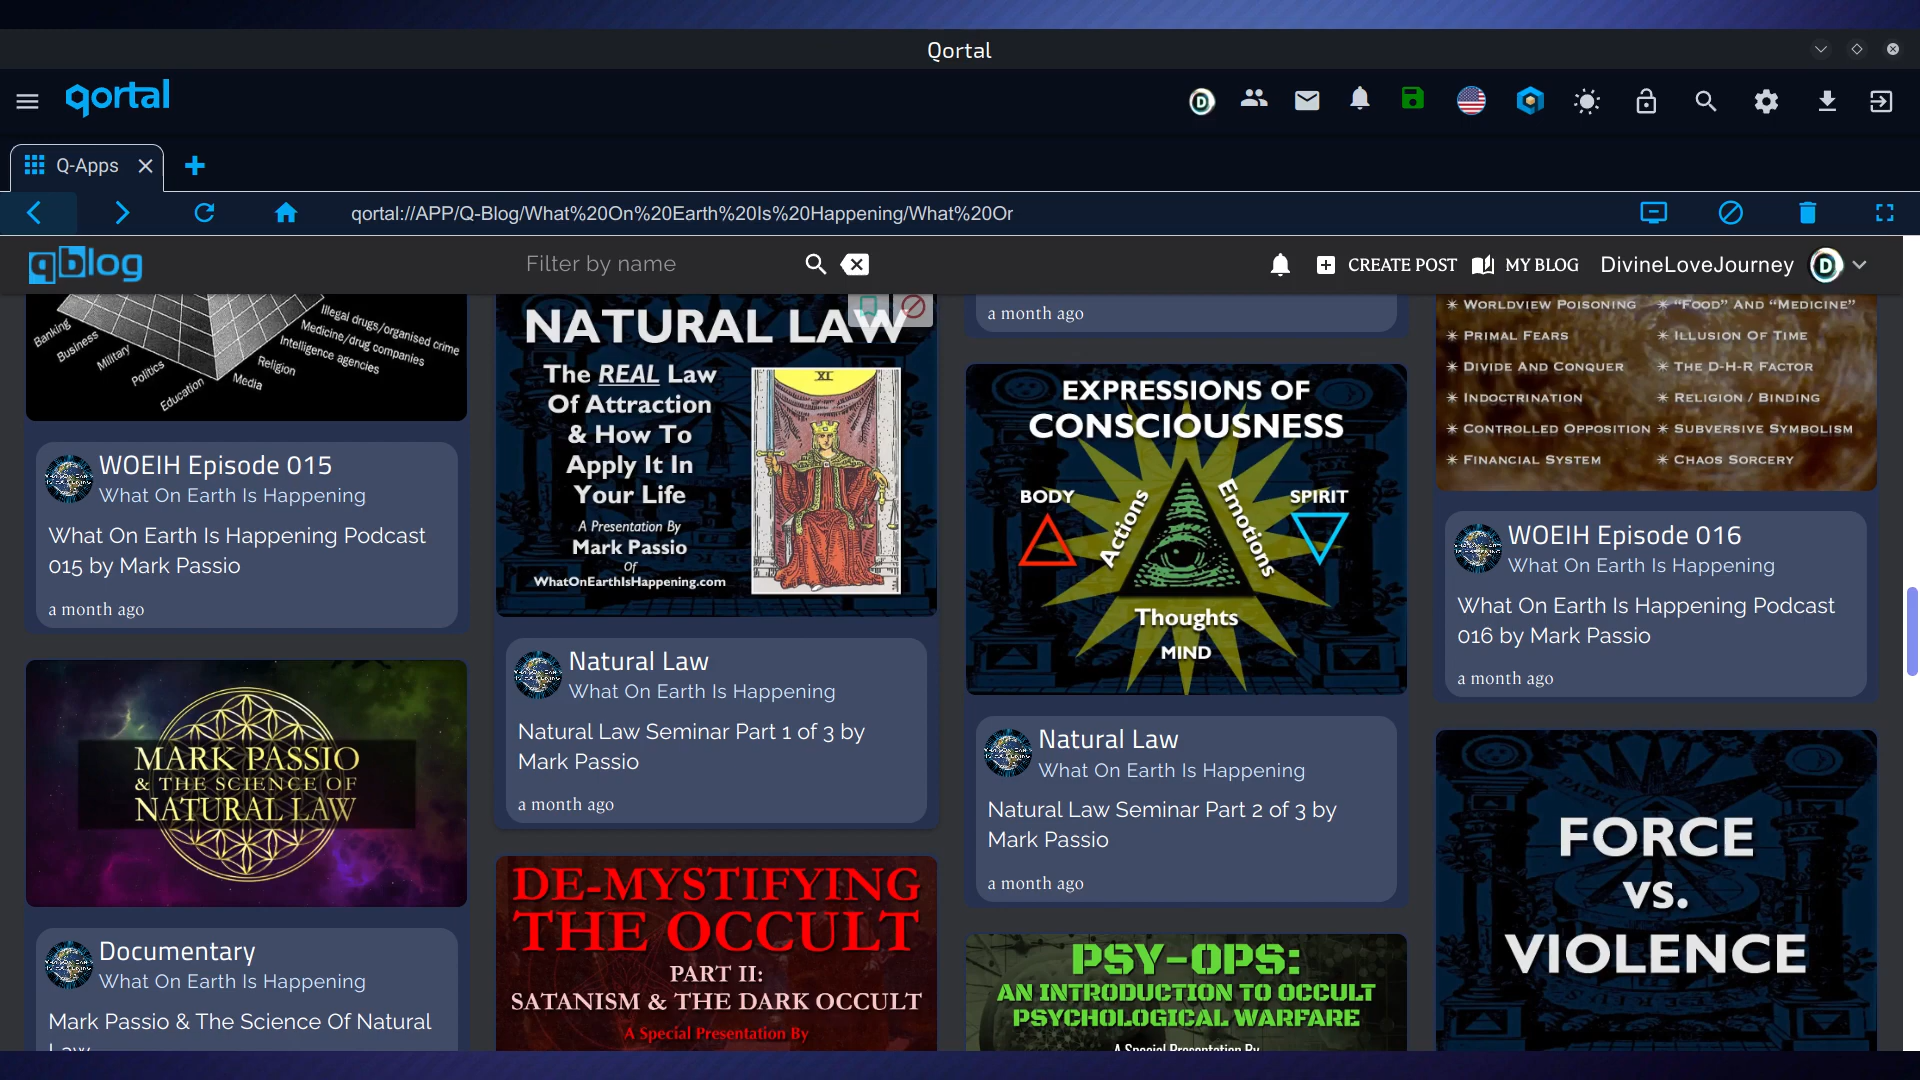 Qortal
qortal
Q-Apps
qortal://APP/Q-Blog/What%20On%20Earth%20Is%20Happening/What%20Or
qblog
Filter by name
CREATE POST
MY BLOG
DivineLoveJourney
D
Banking
Business
Military
Politics
Education
Media
Religion
Intelligence agencies
Medicine/drug companies
Illegal drugs/organised crime
WOEIH Episode 015
What On Earth Is Happening
What On Earth Is Happening Podcast
015 by Mark Passio
a month ago
MARK PASSIO
& THE SCIENCE OF
NATURAL LAW
Documentary
What On Earth Is Happening
Mark Passio & The Science Of Natural
Law
NATURAL LAW
The REAL Law
Of Attraction
& How To
Apply It In
Your Life
A Presentation By
Mark Passio
Of
WhatOnEarthIsHappening.com
XI
Natural Law
What On Earth Is Happening
Natural Law Seminar Part 1 of 3 by
Mark Passio
a month ago
DE-MYSTIFYING
THE OCCULT
PART II:
SATANISM & THE DARK OCCULT
A Special Presentation By
a month ago
EXPRESSIONS OF
CONSCIOUSNESS
BODY
Actions
Emotions
SPIRIT
Thoughts
MIND
Natural Law
What On Earth Is Happening
Natural Law Seminar Part 2 of 3 by
Mark Passio
a month ago
PSY-OPS:
AN INTRODUCTION TO OCCULT
PSYCHOLOGICAL WARFARE
A Special Presentation By
✴ WORLDVIEW POISONING ✴ “FOOD” AND “MEDICINE”
✴ PRIMAL FEARS ✴ ILLUSION OF TIME
✴ DIVIDE AND CONQUER ✴ THE D-H-R FACTOR
✴ INDOCTRINATION ✴ RELIGION / BINDING
✴ CONTROLLED OPPOSITION ✴ SUBVERSIVE SYMBOLISM
✴ FINANCIAL SYSTEM ✴ CHAOS SORCERY
WOEIH Episode 016
What On Earth Is Happening
What On Earth Is Happening Podcast
016 by Mark Passio
a month ago
FORCE
VS.
VIOLENCE